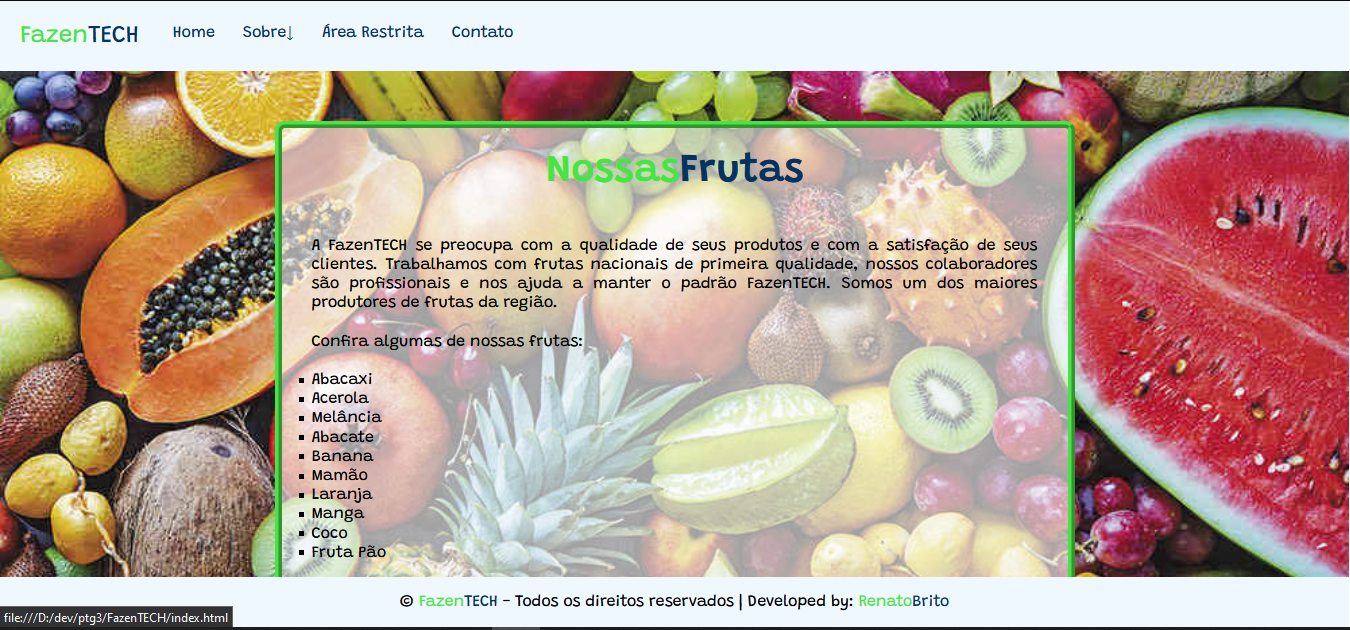 FazenTECH Home Sobre↓ Área Restrita Contato
NossasFrutas
A FazenTECH se preocupa com a qualidade de seus produtos e com a satisfação de seus
clientes. Trabalhamos com frutas nacionais de primeira qualidade, nossos colaboradores
são profissionais e nos ajuda a manter o padrão FazenTECH. Somos um dos maiores
produtores de frutas da região.
Confira algumas de nossas frutas:
▪ Abacaxi
▪ Acerola
▪ Melância
▪ Abacate
▪ Banana
▪ Mamão
▪ Laranja
▪ Manga
▪ Coco
▪ Fruta Pão
© FazenTECH - Todos os direitos reservados | Developed by: RenatoBrito
file:///D:/dev/ptg3/FazenTECH/index.html